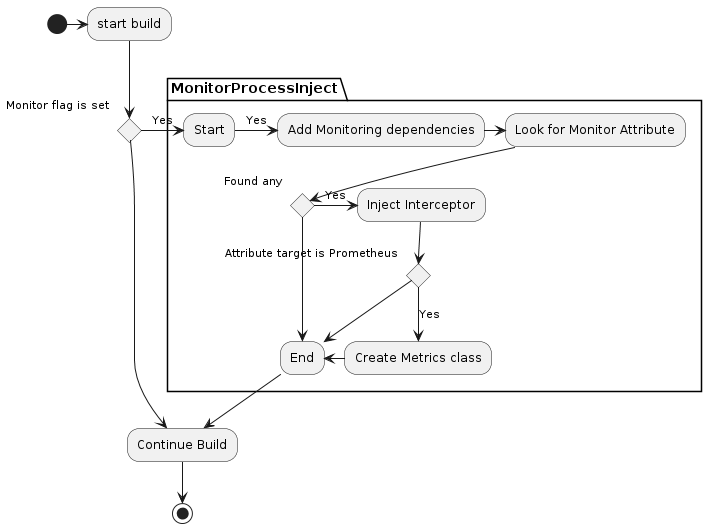 start build
MonitorProcessInject
Monitor flag is set
Yes
Start
Yes
Add Monitoring dependencies
Look for Monitor Attribute
Found any
Yes
Inject Interceptor
Attribute target is Prometheus
Yes
End
Create Metrics class
Continue Build